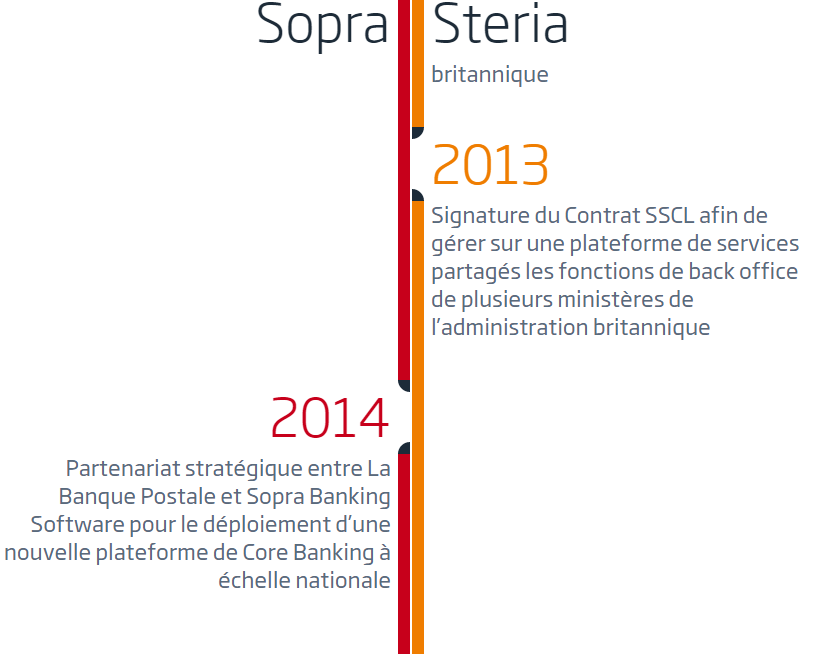 Sopra
Steria
britannique
2013
Signature du Contrat SSCL afin de
gérer sur une plateforme de services
partagés les fonctions de back office
de plusieurs ministères de
l'administration britannique
2014
Partenariat stratégique entre La
Banque Postale et Sopra Banking
Software pour le déploiement d'une
nouvelle plateforme de Core Banking à
échelle nationale